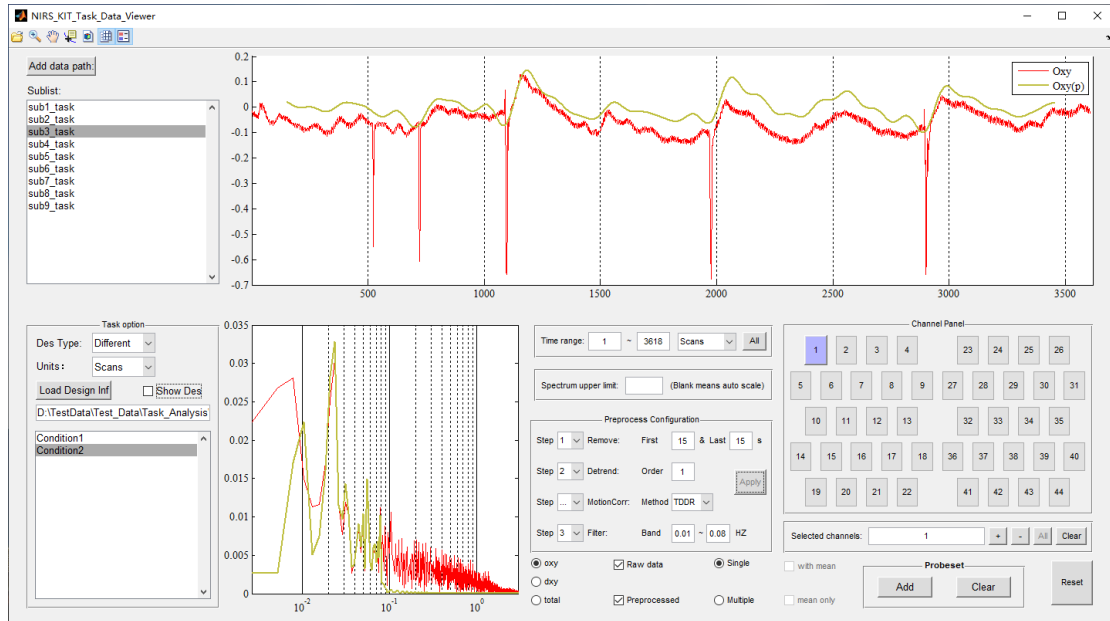 NIRS_KIT_Task_Data_Viewer
Add data path:
Sublist:
sub1_task
sub2_task
sub3_task
sub4_task
sub5_task
sub6_task
sub7_task
sub8_task
sub9_task
0.2
0.1
0
-0.1
-0.2
-0.3
-0.4
-0.5
-0.6
-0.7
500 1000 1500 2000 2500 3000 3500
Oxy
Oxy(p)
Task option
Des Type: Different
Units: Scans
Load Design Inf Show Des
D:\TestData\Test_Data\Task_Analysis
Condition1
Condition2
0.035
0.03
0.025
0.02
0.015
0.01
0.005
0
10^-2 10^-1 10^0
Time range: 1 ~ 3618 Scans All
Spectrum upper limit: (Blank means auto scale)
Preprocess Configuration
Step 1 Remove: First 15 & Last 15 s
Step 2 Detrend: Order 1
Apply
Step ... MotionCorr: Method TDDR
Step 3 Filter: Band 0.01 ~ 0.08 HZ
oxy Raw data Single with mean
dxy
total Preprocessed Multiple mean only
Channel Panel
1 2 3 4 23 24 25 26
5 6 7 8 9 27 28 29 30 31
10 11 12 13 32 33 34 35
14 15 16 17 18 36 37 38 39 40
19 20 21 22 41 42 43 44
Selected channels: 1 + - All Clear
Probeset
Add Clear
Reset